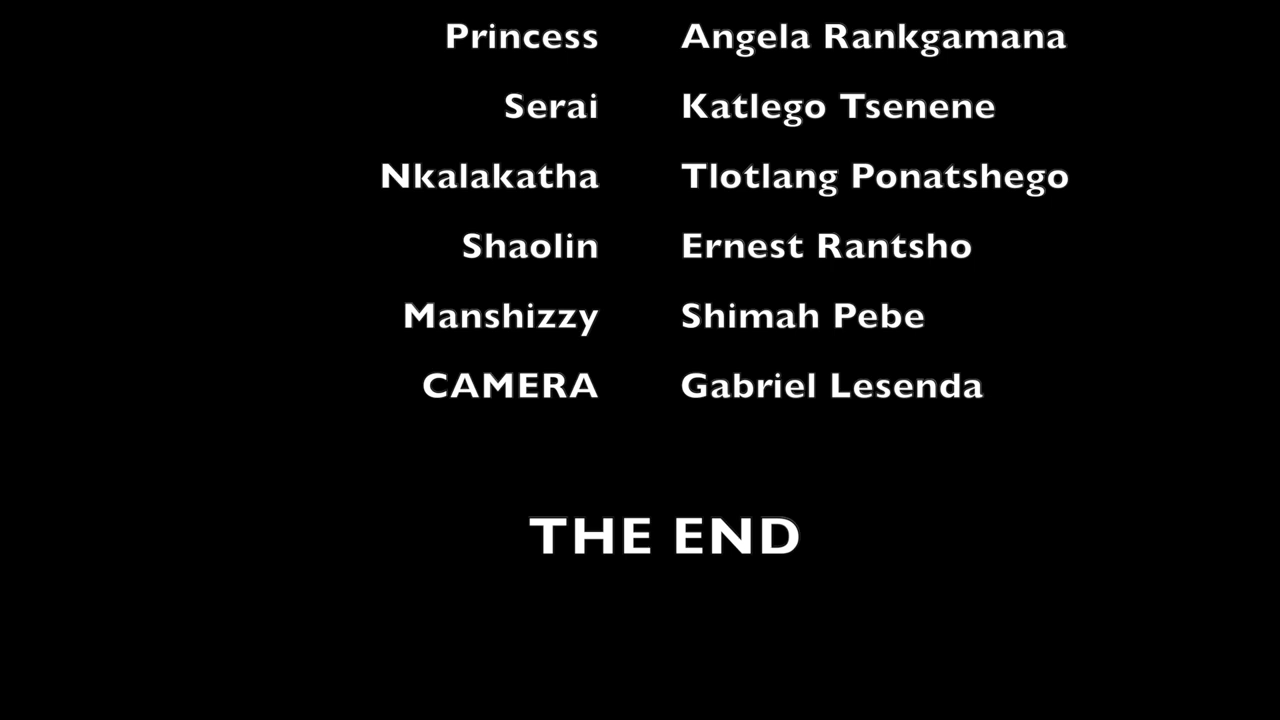 Princess Angela Rankgamana
Serai Katlego Tsenene
Nkalakatha Tlotlang Ponatshego
Shaolin Ernest Rantsho
Manshizzy Shimah Pebe
CAMERA Gabriel Lesenda
THE END